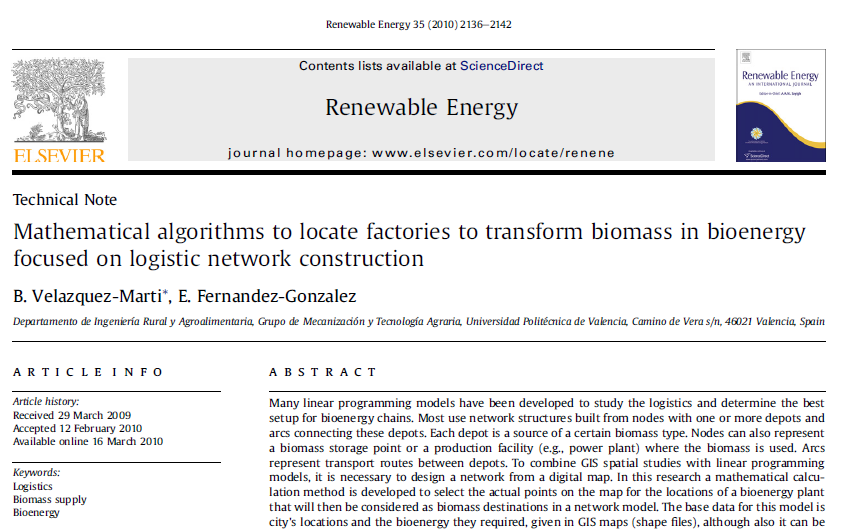 Renewable Energy 35 (2010) 2136–2142
Contents lists available at ScienceDirect
Renewable Energy
journal homepage: www.elsevier.com/locate/renene
ELSEVIER
Renewable Energy
AN INTERNATIONAL JOURNAL
Technical Note
Mathematical algorithms to locate factories to transform biomass in bioenergy
focused on logistic network construction
B. Velazquez-Marti*, E. Fernandez-Gonzalez
Departamento de Ingeniería Rural y Agroalimentaria, Grupo de Mecanización y Tecnología Agraria, Universidad Politécnica de Valencia, Camino de Vera s/n, 46021 Valencia, Spain
ARTICLE INFO
Article history:
Received 29 March 2009
Accepted 12 February 2010
Available online 16 March 2010
Keywords:
Logistics
Biomass supply
Bioenergy
ABSTRACT
Many linear programming models have been developed to study the logistics and determine the best
setup for bioenergy chains. Most use network structures built from nodes with one or more depots and
arcs connecting these depots. Each depot is a source of a certain biomass type. Nodes can also represent
a biomass storage point or a production facility (e.g., power plant) where the biomass is used. Arcs
represent transport routes between depots. To combine GIS spatial studies with linear programming
models, it is necessary to design a network from a digital map. In this research a mathematical calcu-
lation method is developed to select the actual points on the map for the locations of a bioenergy plant
that will then be considered as biomass destinations in a network model. The base data for this model is
city's locations and the bioenergy they required, given in GIS maps (shape files), although also it can be